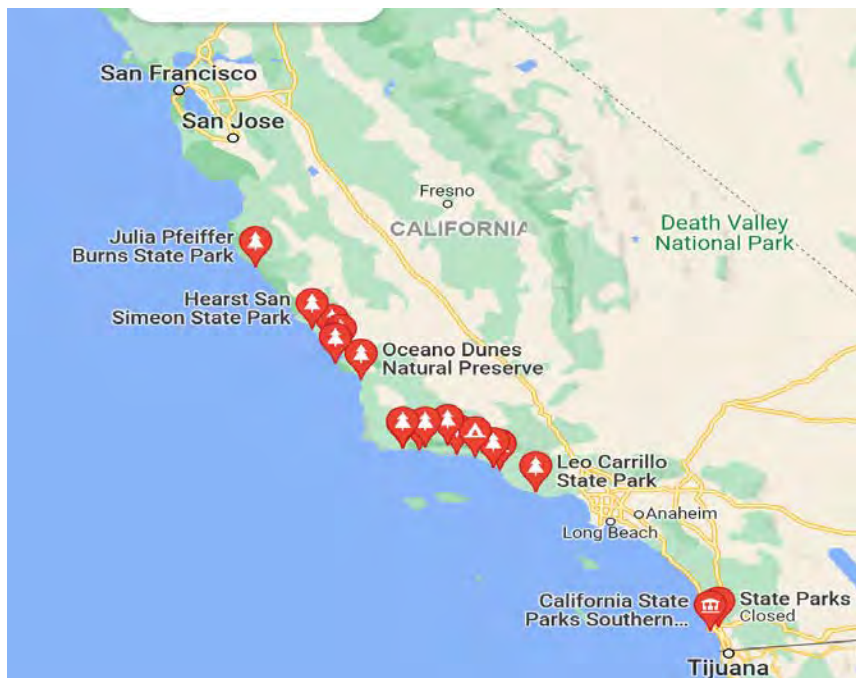 San Francisco
San Jose
Fresno
CALIFORNIA
Death Valley
National Park
Julia Pfeiffer
Burns State Park
Hearst San
Simeon State Park
Oceano Dunes
Natural Preserve
Leo Carrillo
State Park
Anaheim
Long Beach
California State
Parks Southern...
State Parks
Closed
Tijuana